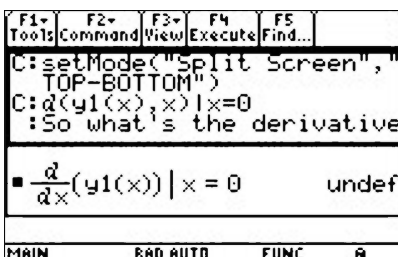 F1▾ F2▾ F3▾ F4 F5
Tools Command View Execute Find...
C:setMode("Split Screen","
TOP-BOTTOM")
C:d(y1(x),x)|x=0
:So what's the derivative
▪ d/dx(y1(x))|x = 0 undef
MAIN RAD AUTO FUNC